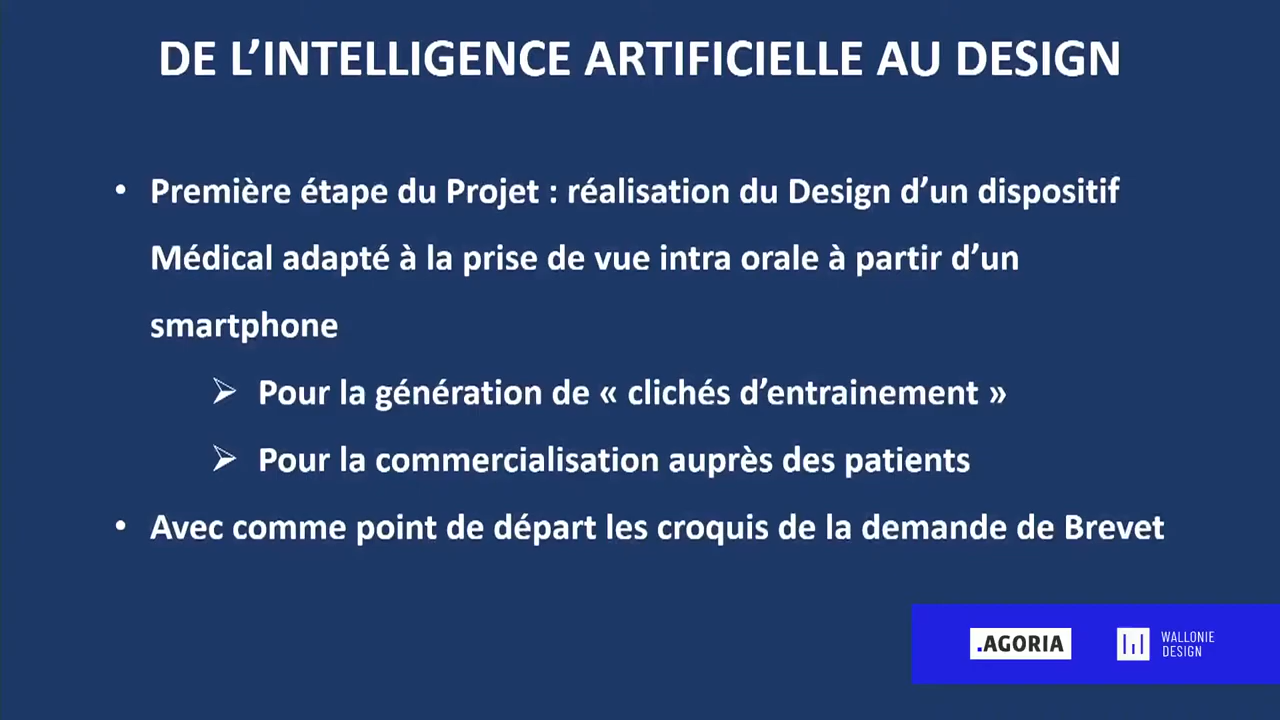 DE L’INTELLIGENCE ARTIFICIELLE AU DESIGN
• Première étape du Projet : réalisation du Design d’un dispositif
Médical adapté à la prise de vue intra orale à partir d’un
smartphone
➢ Pour la génération de « clichés d’entrainement »
➢ Pour la commercialisation auprès des patients
• Avec comme point de départ les croquis de la demande de Brevet
.AGORIA
WALLONIE
DESIGN